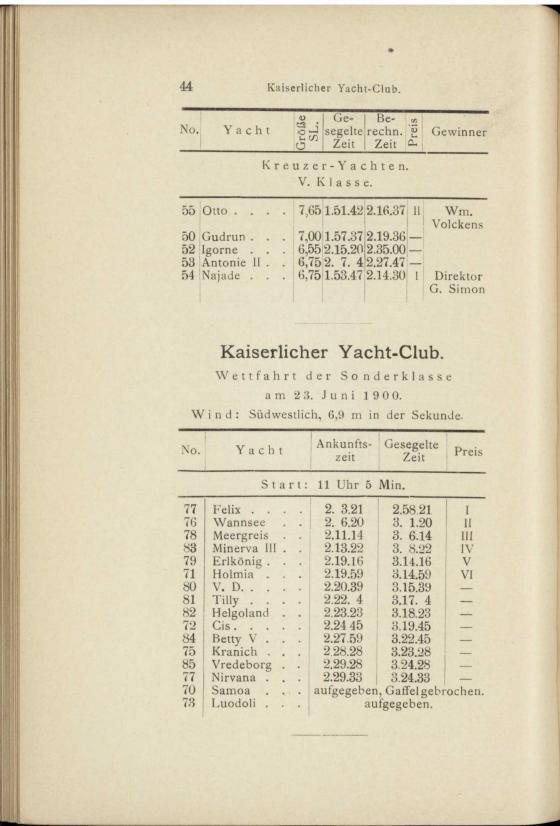 44 Kaiserlicher Yacht-Club.
No. Yacht Größe SL. Ge- segelte Zeit Be- rechn. Zeit Preis Gewinner
Kreuzer-Yachten.
V. Klasse.
55 Otto . . . . 7,65 1.51.42 2.16.37 II Wm.
Volckens
50 Gudrun . . . 7,00 1.57.37 2.19.36 —
52 Igorne . . . 6,55 2.15.20 2.35.00 —
53 Antonie II . . 6,75 2. 7. 4 2.27.47 —
54 Najade . . . 6,75 1.53.47 2.14.30 I Direktor
G. Simon
Kaiserlicher Yacht-Club.
Wettfahrt der Sonderklasse
am 23. Juni 1900.
Wind: Südwestlich, 6,9 m in der Sekunde.
No. Yacht Ankunfts- zeit Gesegelte Zeit Preis
Start: 11 Uhr 5 Min.
77 Felix . . . . 2. 3.21 2.58.21 I
76 Wannsee . . 2. 6.20 3. 1.20 II
78 Meergreis . . 2.11.14 3. 6.14 III
83 Minerva III . . 2.13.22 3. 8.22 IV
79 Erlkönig . . . 2.19.16 3.14.16 V
71 Holmia . . . 2.19.59 3.14.59 VI
80 V. D. . . . . 2.20.39 3.15.39 —
81 Tilly . . . . 2.22. 4 3.17. 4 —
82 Helgoland . . 2.23.23 3.18.23 —
72 Cis . . . . . 2.24 45 3.19.45 —
84 Betty V . . . 2.27.59 3.22.45 —
75 Kranich . . . 2 28.28 3.23.28 —
85 Vredeborg . . 2.29.28 3.24.28 —
77 Nirvana . . . 2.29.33 3.24.33 —
70 Samoa . . . aufgegeben, Gaffel gebrochen.
73 Luodoli . . . aufgegeben.